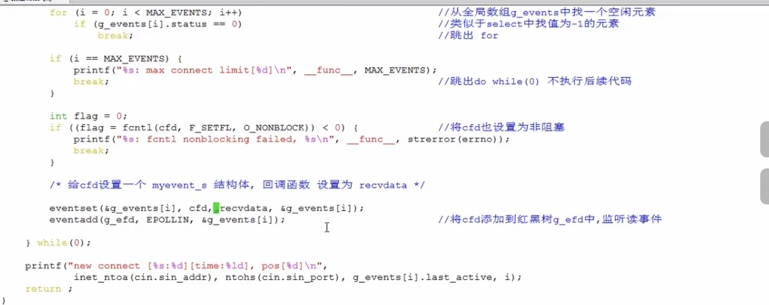 for (i = 0; i < MAX_EVENTS; i++) //从全局数组g_events中找一个空闲元素
if (g_events[i].status == 0) //类似于select中找值为-1的元素
break; //跳出 for
if (i == MAX_EVENTS) {
printf("%s: max connect limit[%d]\n", __func__, MAX_EVENTS);
break; //跳出do while(0) 不执行后续代码
}
int flag = 0;
if ((flag = fcntl(cfd, F_SETFL, O_NONBLOCK)) < 0) { //将cfd也设置为非阻塞
printf("%s: fcntl nonblocking failed, %s\n", __func__, strerror(errno));
break;
}
/* 给cfd设置一个 myevent_s 结构体, 回调函数 设置为 recvdata */
eventset(&g_events[i], cfd, recvdata, &g_events[i]);
eventadd(g_efd, EPOLLIN, &g_events[i]); //将cfd添加到红黑树g_efd中,监听读事件
} while(0);
printf("new connect [%s:%d][time:%ld], pos[%d]\n",
inet_ntoa(cin.sin_addr), ntohs(cin.sin_port), g_events[i].last_active, i);
return ;
}